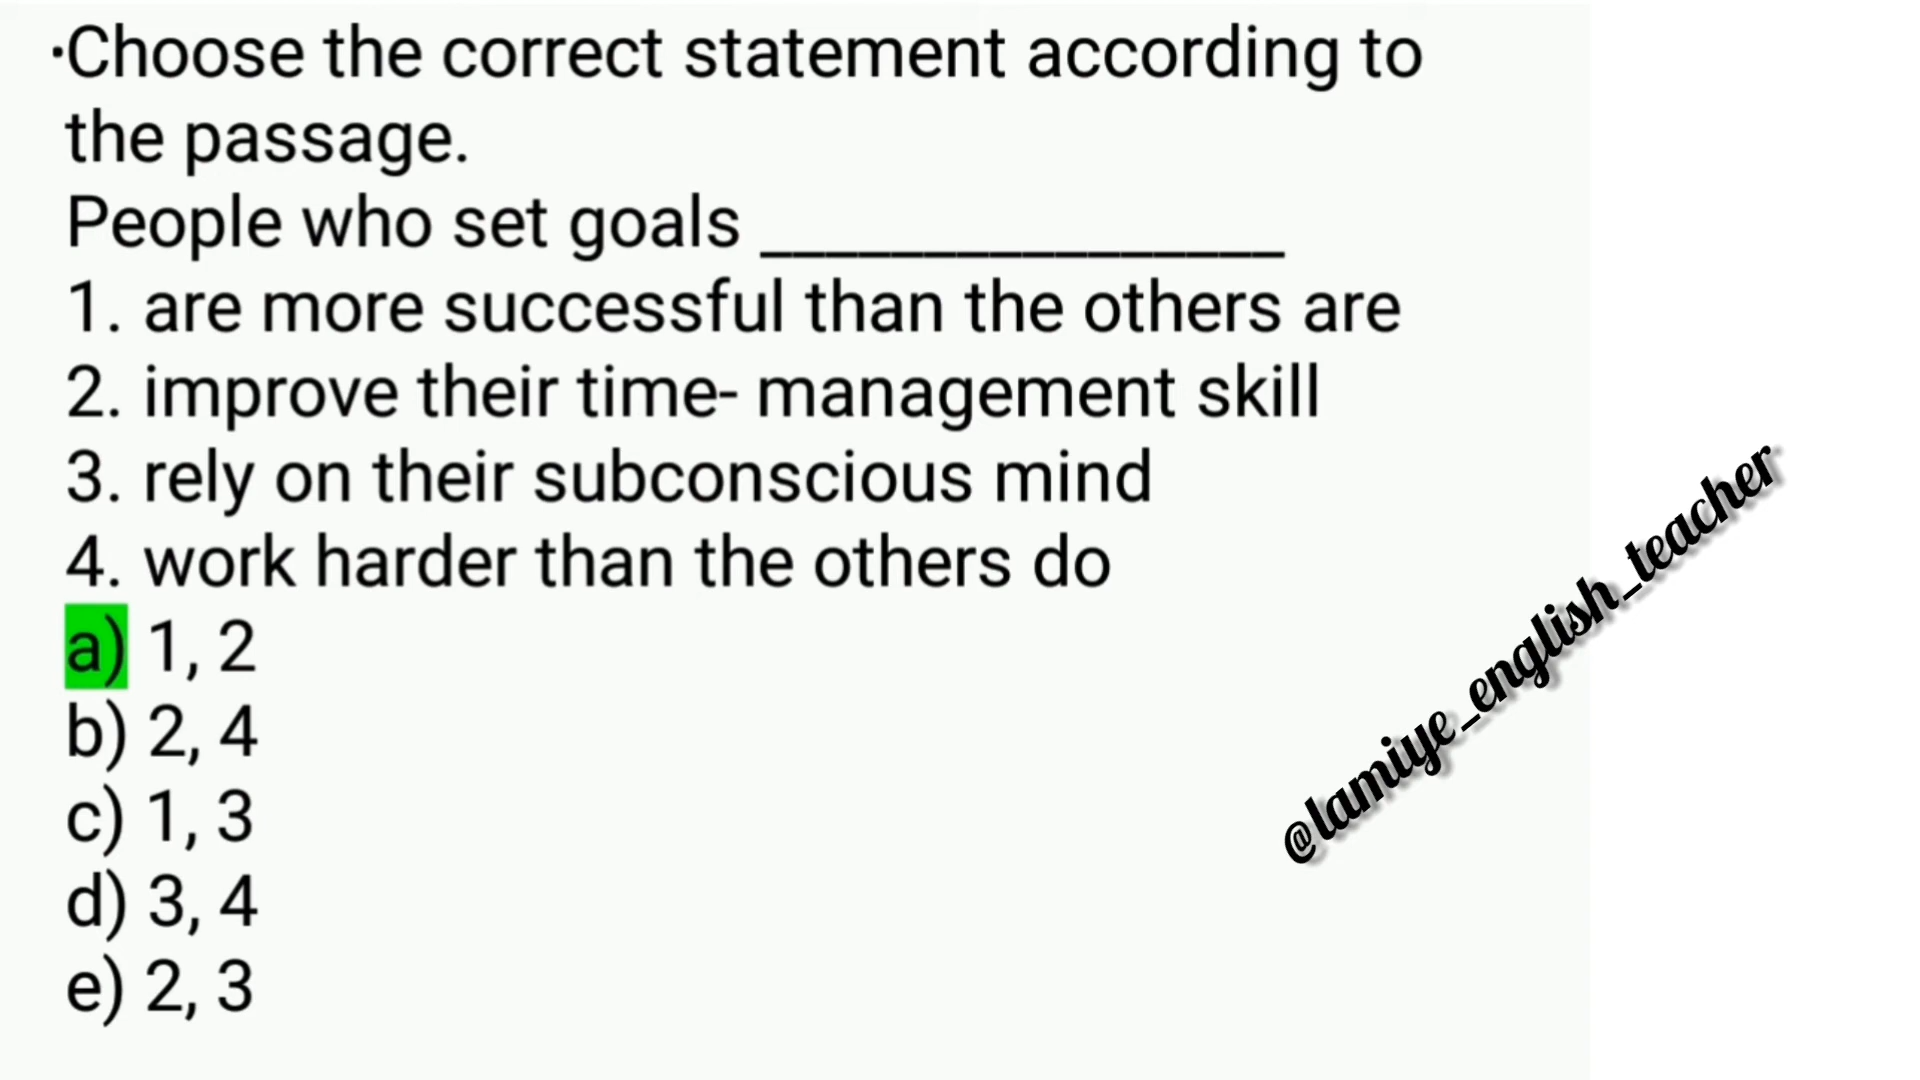 ·Choose the correct statement according to
the passage.
People who set goals ________________
1. are more successful than the others are
2. improve their time- management skill
3. rely on their subconscious mind
4. work harder than the others do
a) 1, 2
b) 2, 4
c) 1, 3
d) 3, 4
e) 2, 3
@lamiye_english_teacher